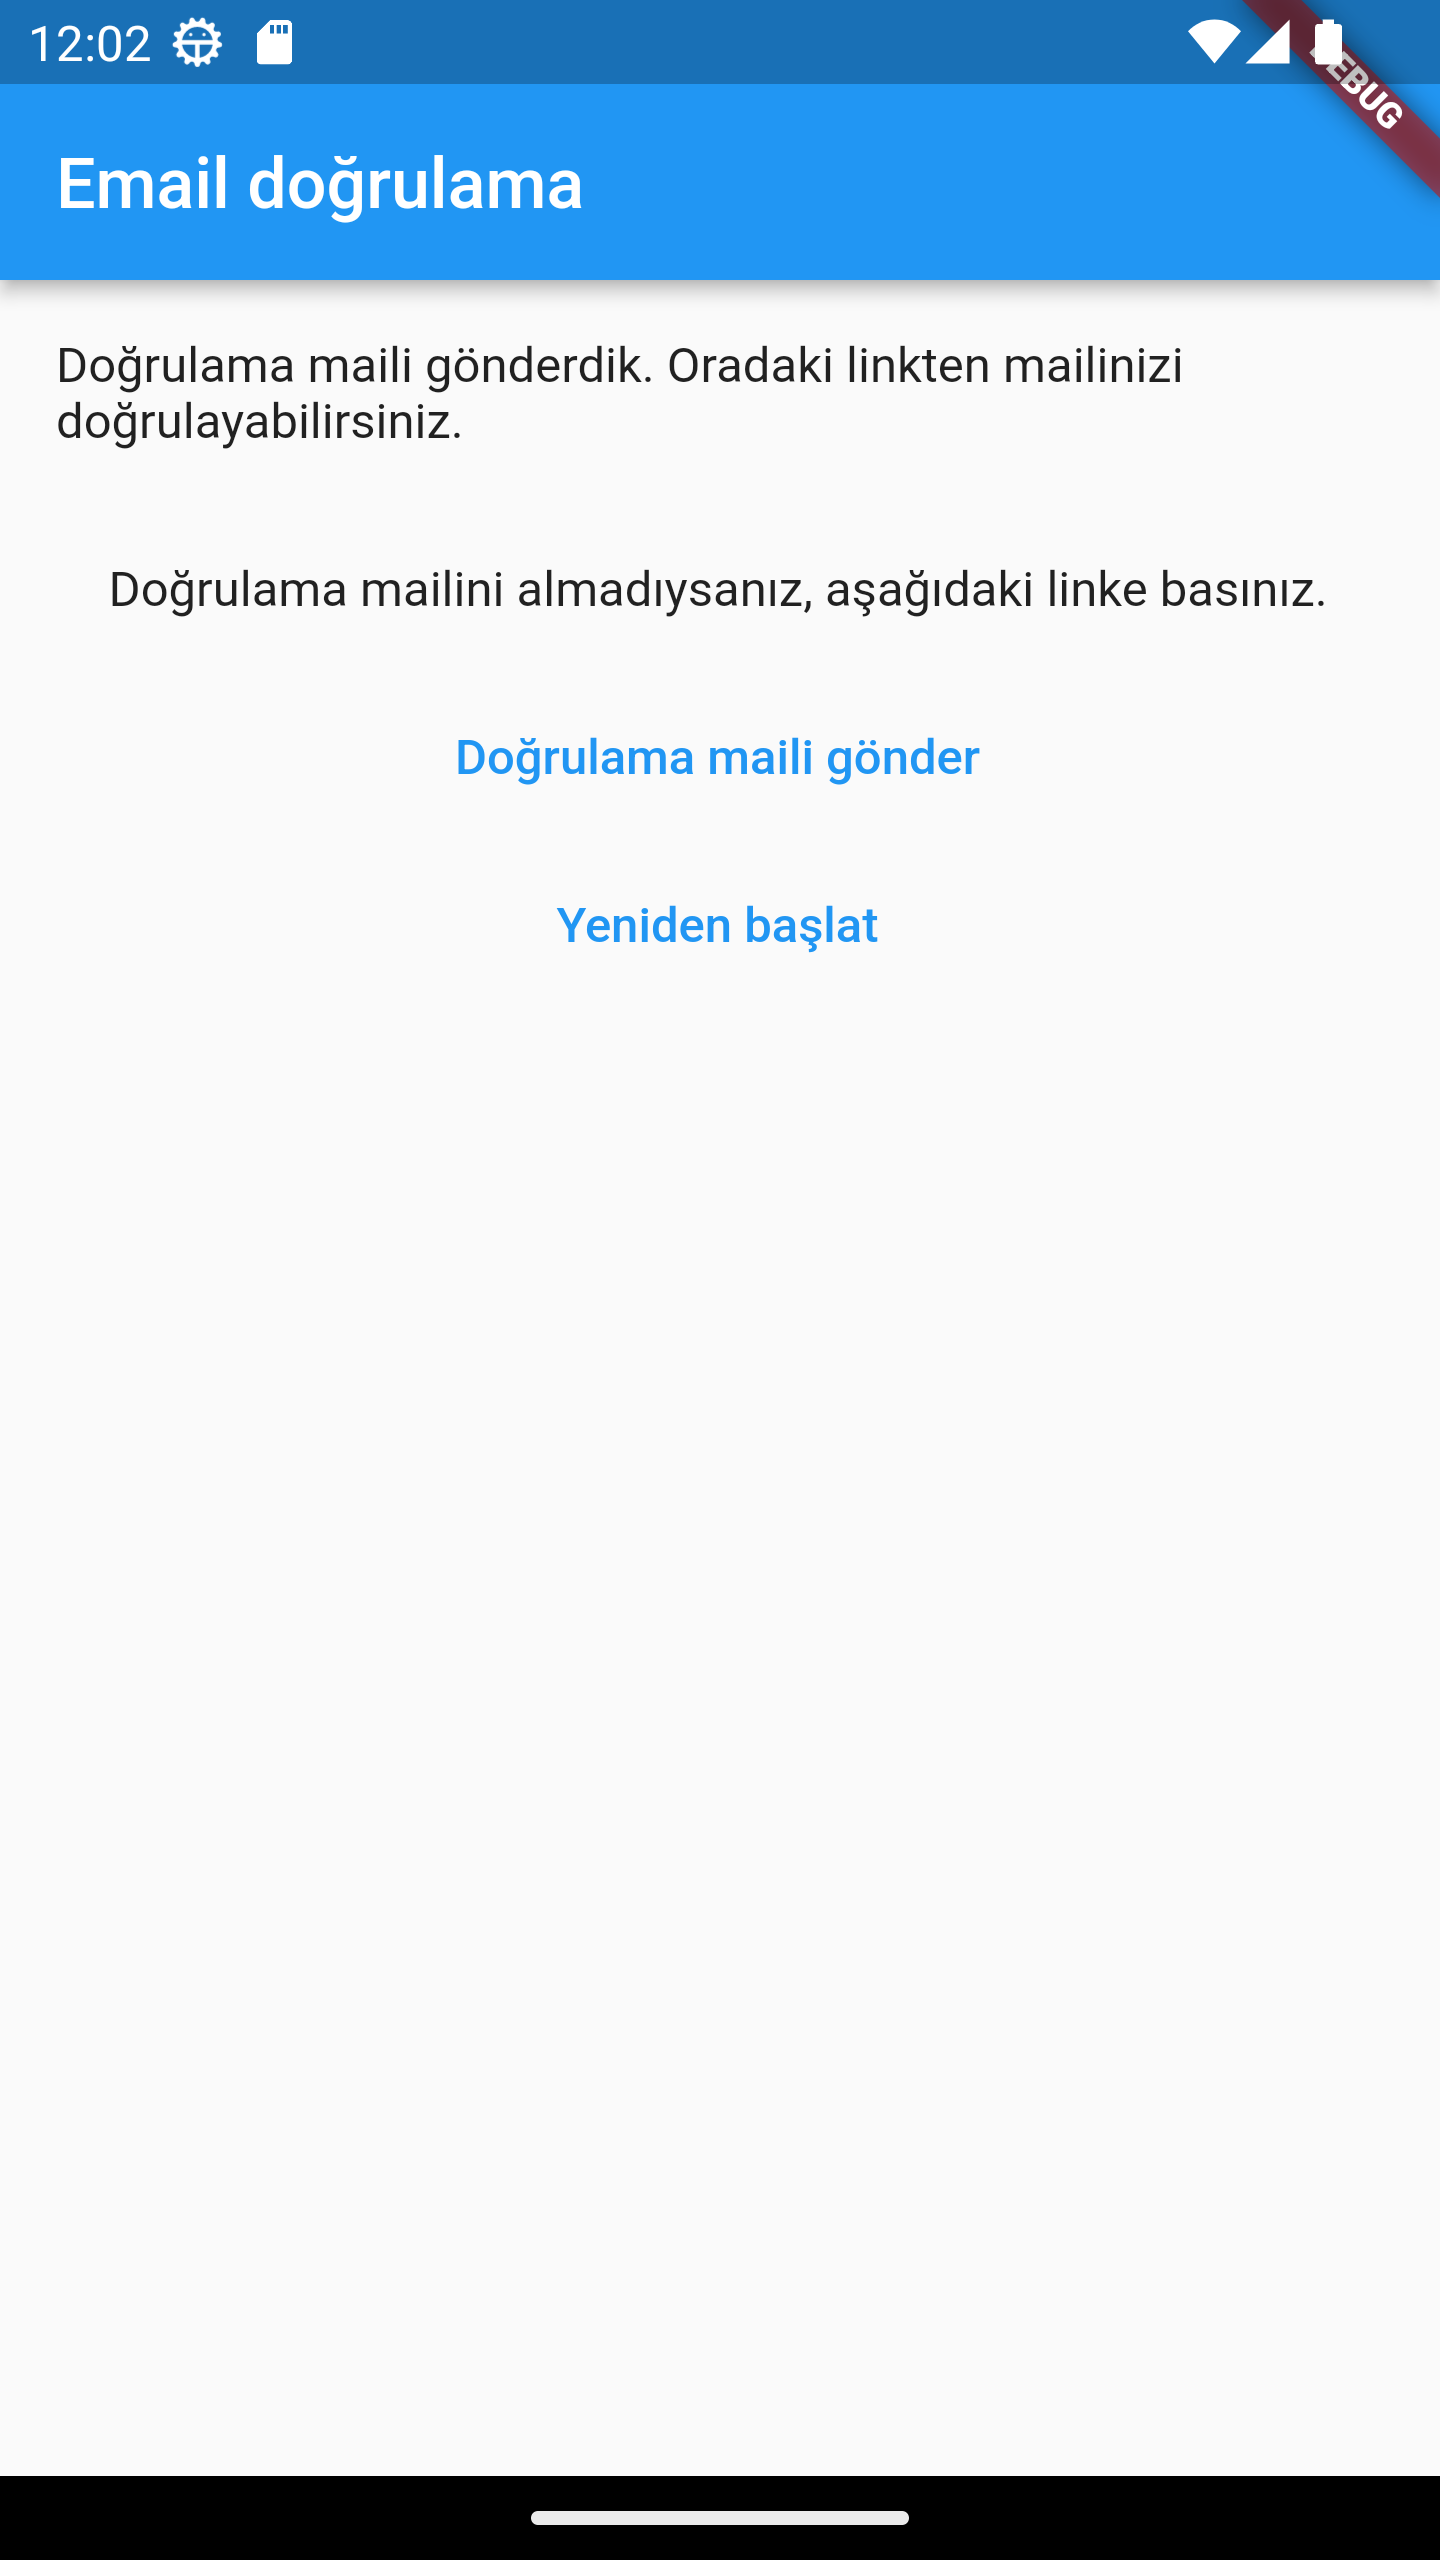 12:02
DEBUG
Email doğrulama
Doğrulama maili gönderdik. Oradaki linkten mailinizi
doğrulayabilirsiniz.
Doğrulama mailini almadıysanız, aşağıdaki linke basınız.
Doğrulama maili gönder
Yeniden başlat